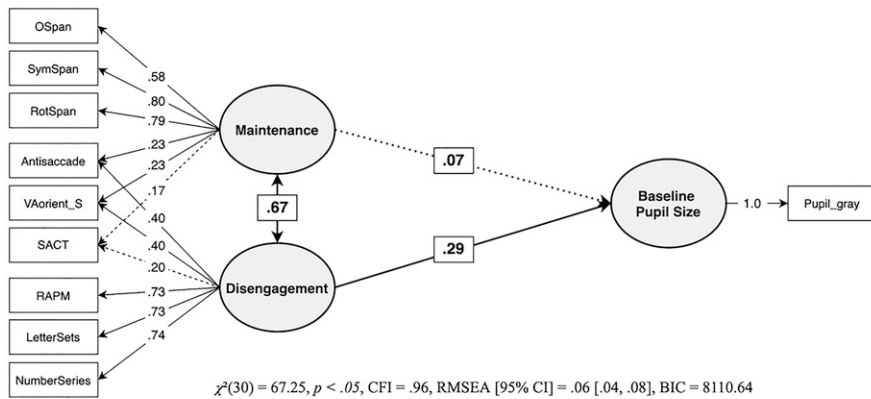 OSpan
SymSpan
RotSpan
Antisaccade
VAorient_S
SACT
RAPM
LetterSets
NumberSeries
.58
.80
.79
.23
.23
.17
.40
.40
.20
.73
.73
.74
Maintenance
.67
Disengagement
.07
.29
Baseline
Pupil Size
1.0
Pupil_gray
χ²(30) = 67.25, p < .05, CFI = .96, RMSEA [95% CI] = .06 [.04, .08], BIC = 8110.64